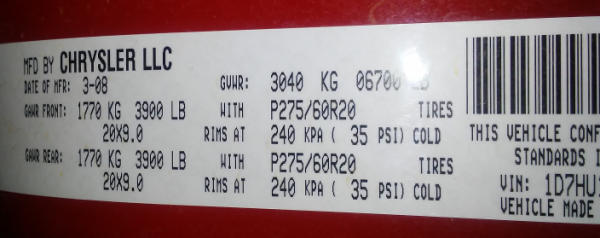 MFD BY CHRYSLER LLC
DATE OF MFR: 3-08 GVWR: 3040 KG 06700 LB
GAWR FRONT: 1770 KG 3900 LB WITH P275/60R20 TIRES
20X9.0 RIMS AT 240 KPA ( 35 PSI) COLD
GAWR REAR: 1770 KG 3900 LB WITH P275/60R20 TIRES
20X9.0 RIMS AT 240 KPA ( 35 PSI) COLD
THIS VEHICLE CONF
STANDARDS I
VIN: 1D7HU
VEHICLE MADE